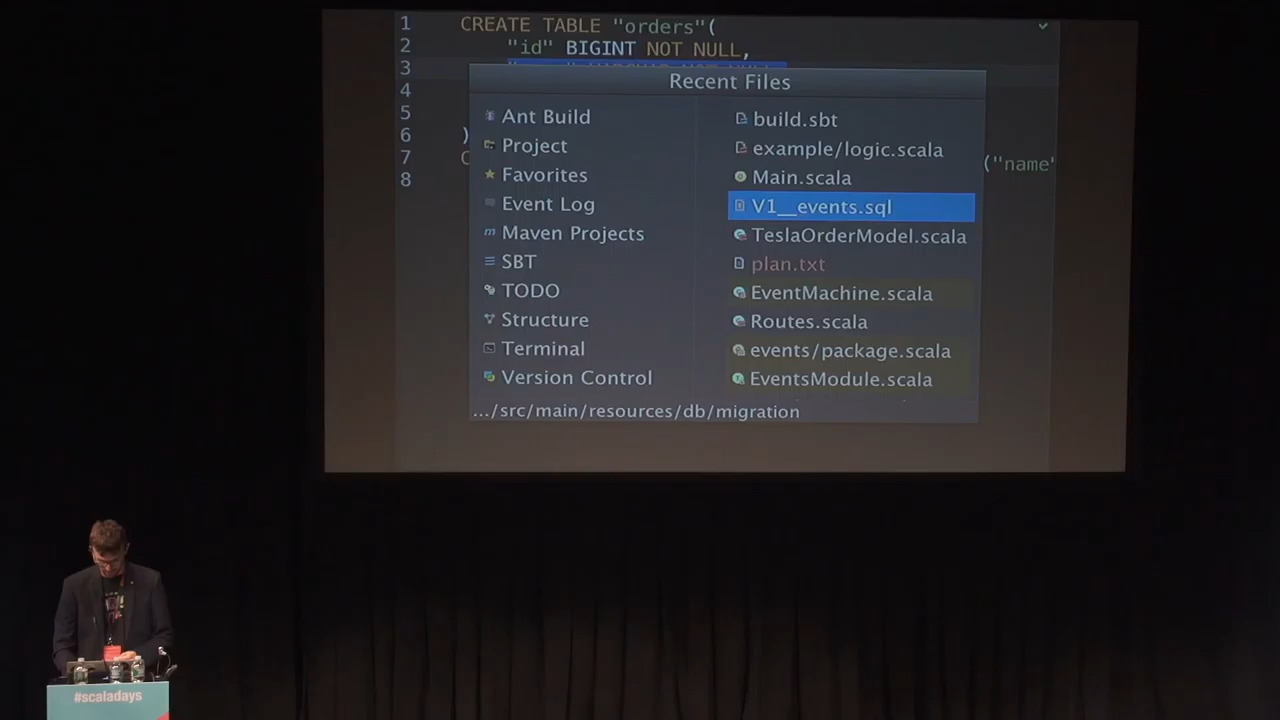 1 CREATE TABLE "orders"(
2 "id" BIGINT NOT NULL,
3
4
5
6 )
7 ("name"
8
Recent Files
Ant Build
Project
Favorites
Event Log
Maven Projects
SBT
TODO
Structure
Terminal
Version Control
build.sbt
example/logic.scala
Main.scala
V1__events.sql
TeslaOrderModel.scala
plan.txt
EventMachine.scala
Routes.scala
events/package.scala
EventsModule.scala
.../src/main/resources/db/migration
#scaladays